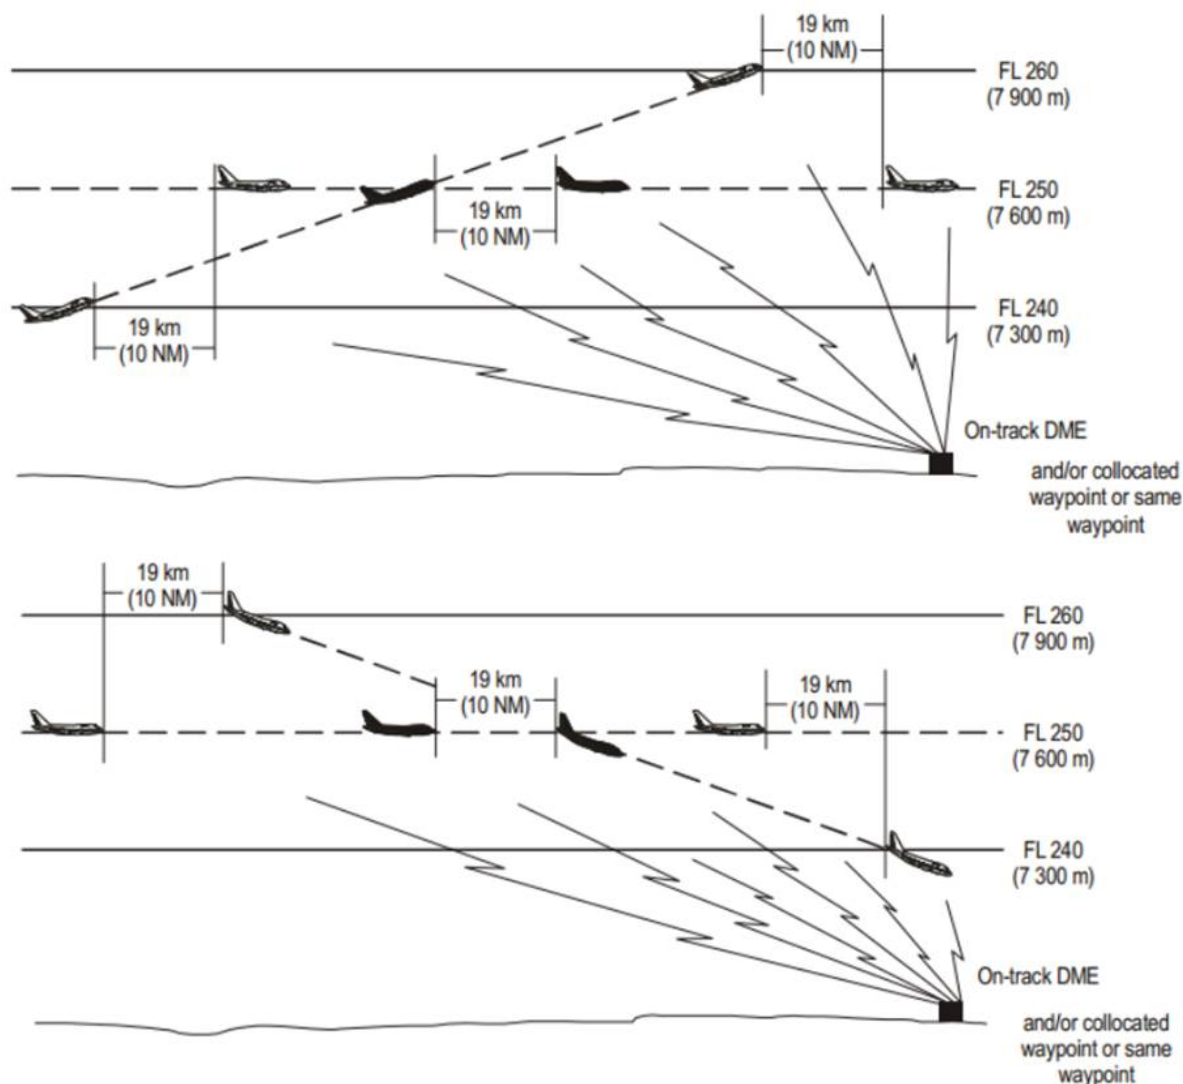 19 km
(10 NM)
FL 260
(7 900 m)
FL 250
(7 600 m)
19 km
(10 NM)
FL 240
(7 300 m)
19 km
(10 NM)
On-track DME
and/or collocated
waypoint or same
waypoint
19 km
(10 NM)
FL 260
(7 900 m)
19 km
(10 NM)
19 km
(10 NM)
FL 250
(7 600 m)
FL 240
(7 300 m)
On-track DME
and/or collocated
waypoint or same
waypoint